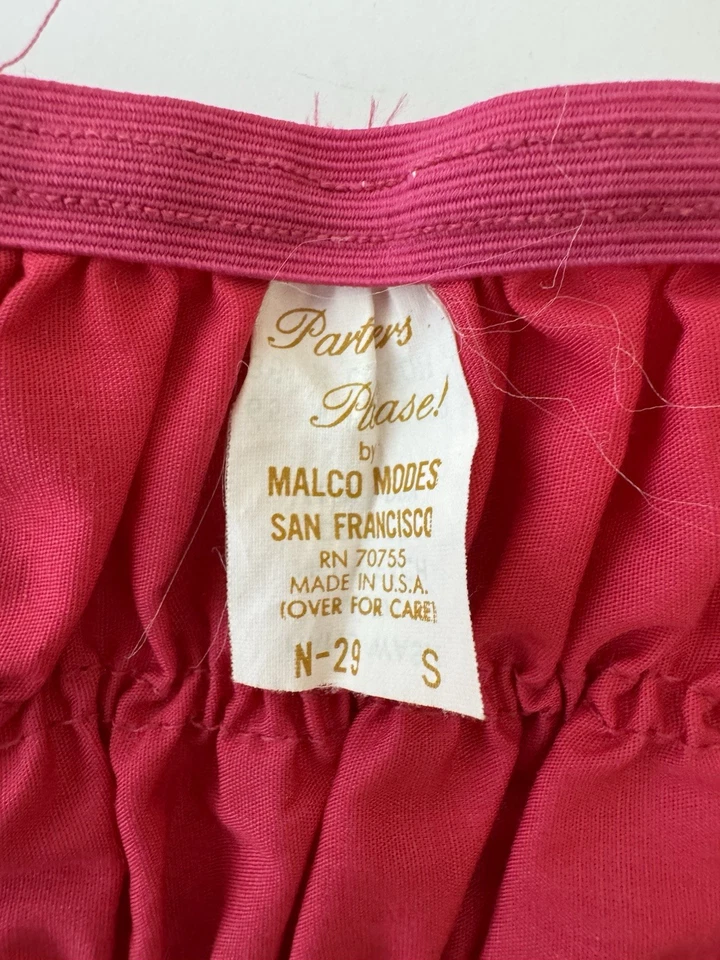 Partners
Please!
by
MALCO MODES
SAN FRANCISCO
RN 70755
MADE IN U.S.A.
(OVER FOR CARE)
N-29 S